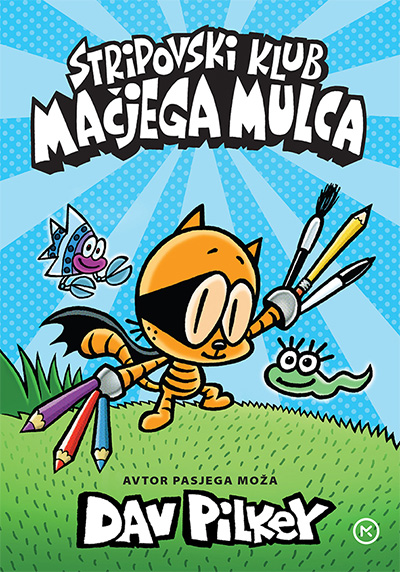 STRIPOVSKI KLUB
MAČJEGA MULCA
AVTOR PASJEGA MOŽA
DAV PILKEY
M